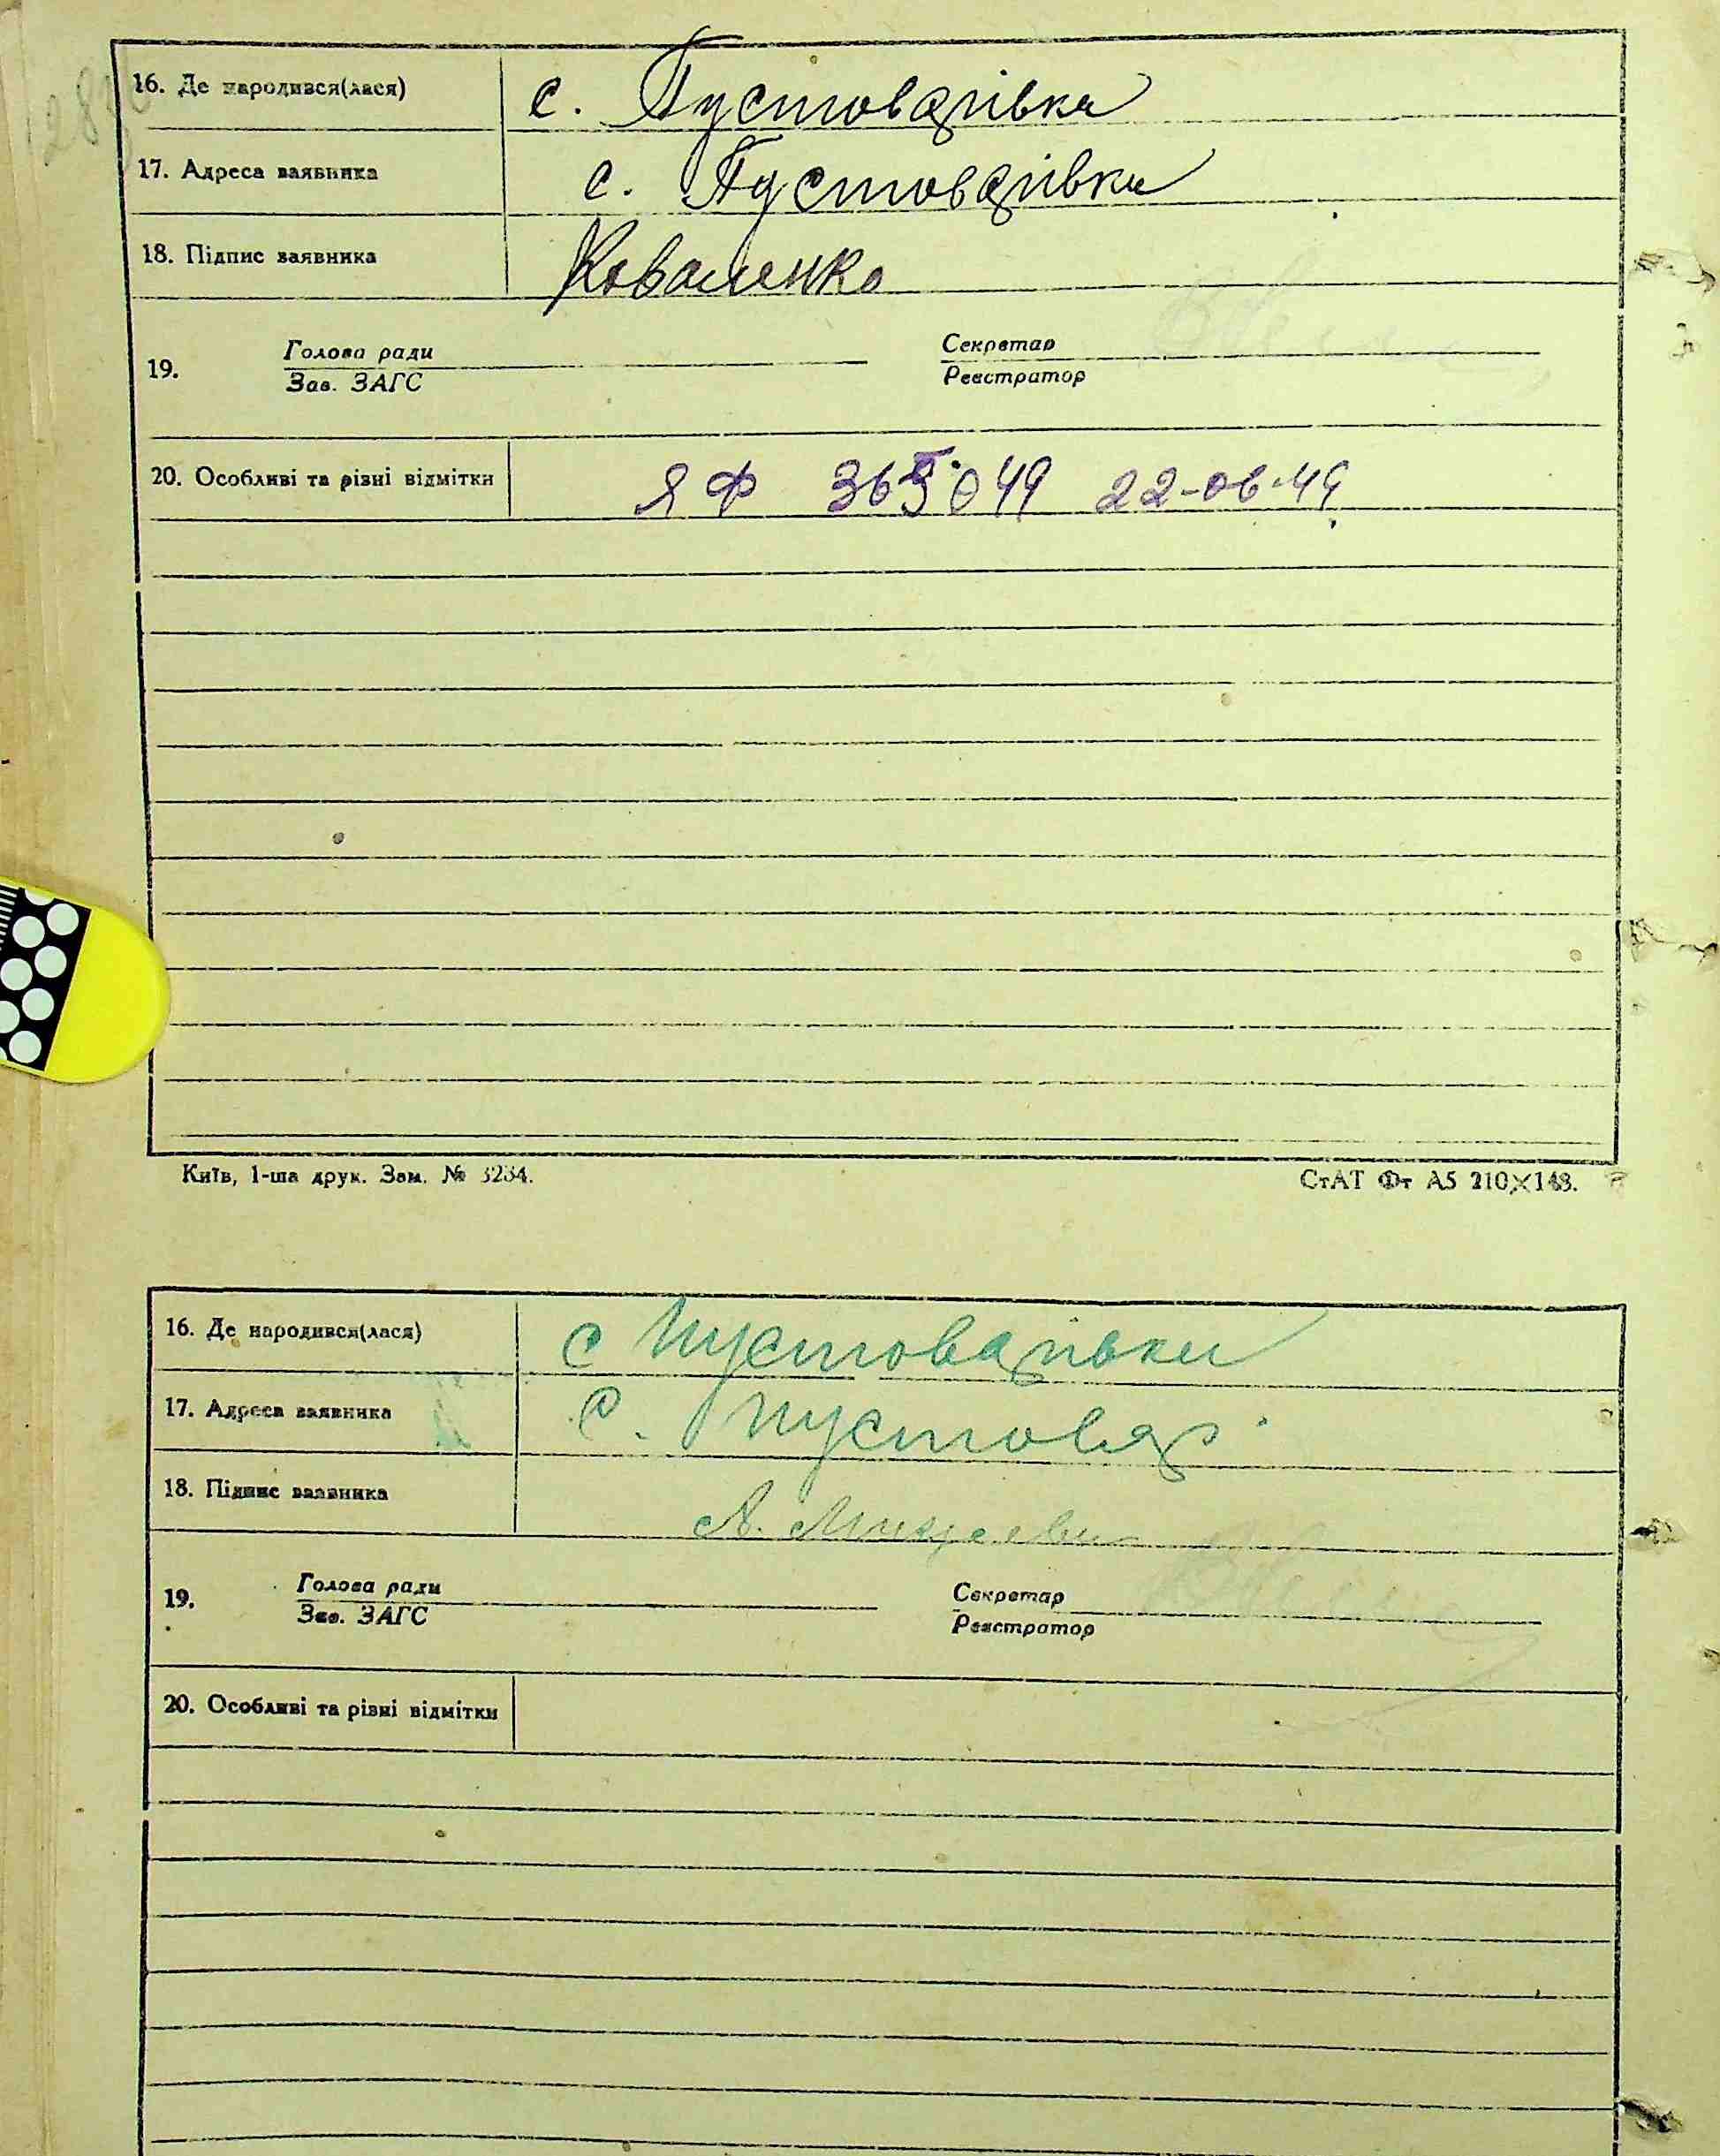 16. Де народився(лася) с. Пустоварівка
17. Адреса заявника с. Пустоварівка
18. Підпис заявника Коваленко
19. Голова ради Секретар
Зав. ЗАГС Реєстратор
20. Особливі та різні відмітки ЯФ 365049 22-06-49
Київ, 1-ша друк. Зам. № 3234. СтАТ Фт А5 210×148.
16. Де народився(лася) с Пустоварівки
17. Адреса заявника с. Пустовар
18. Підпис заявника А.
19. Голова ради Секретар
Зав. ЗАГС Реєстратор
20. Особливі та різні відмітки